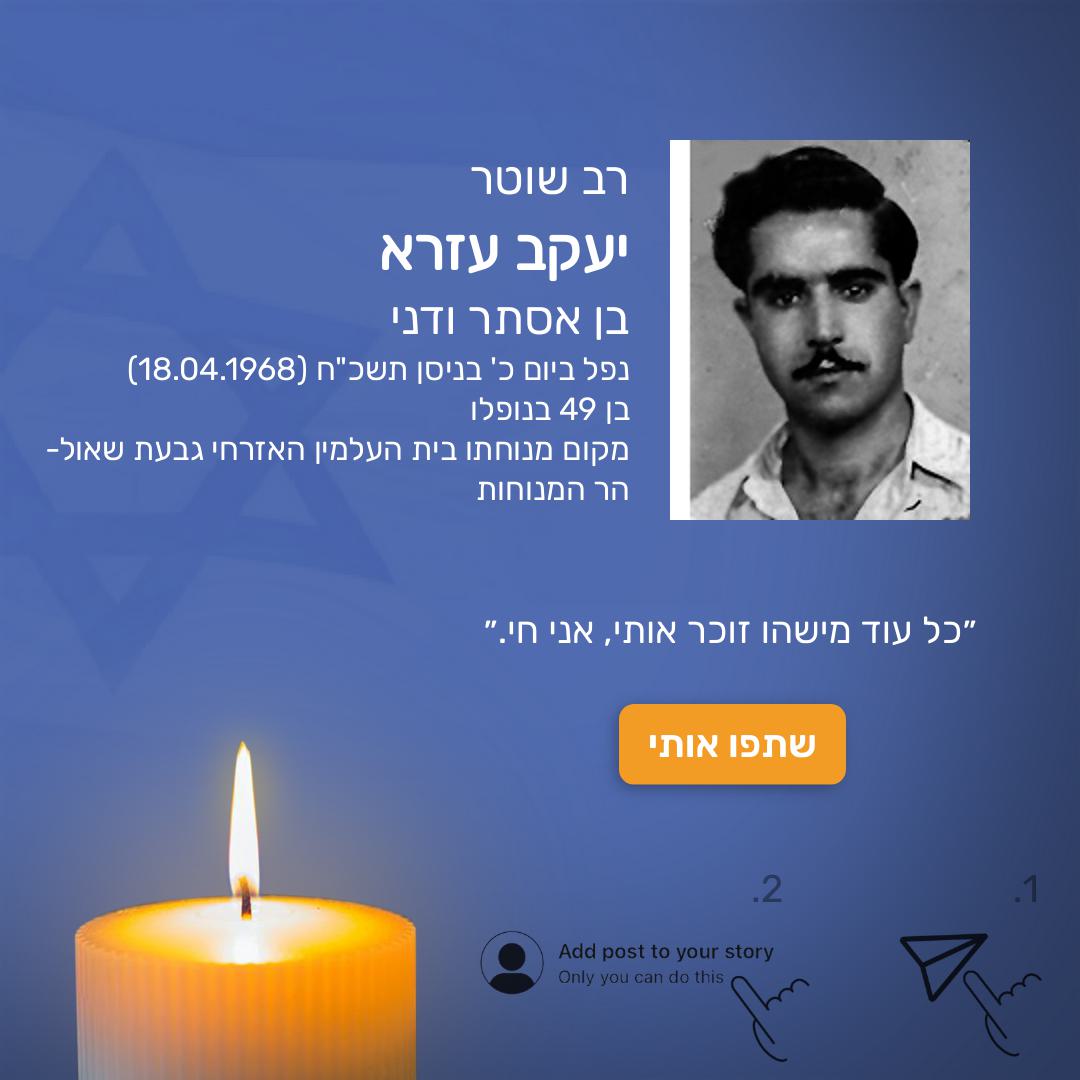 רב שוטר
יעקב עזרא
בן אסתר ודני
נפל ביום כ' בניסן תשכ"ח (18.04.1968)
בן 49 בנופלו
מקום מנוחתו בית העלמין האזרחי גבעת שאול-
הר המנוחות
"כל עוד מישהו זוכר אותי, אני חי."
שתפו אותי
1.
2.
Add post to your story
Only you can do this